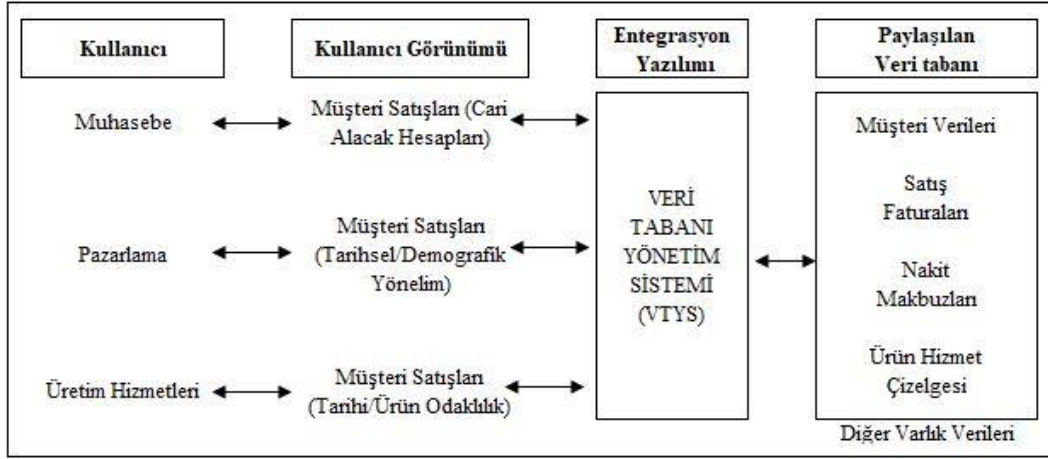 Kullanıcı
Kullanıcı Görünümü
Entegrasyon
Yazılımı
Paylaşılan
Veri tabanı
Muhasebe
Müşteri Satışları (Cari
Alacak Hesapları)
Pazarlama
Müşteri Satışları
(Tarihsel/Demografik
Yönelim)
Üretim Hizmetleri
Müşteri Satışları
(Tarihi/Ürün Odaklılık)
VERİ
TABANI
YÖNETİM
SİSTEMİ
(VTYS)
Müşteri Verileri
Satış
Faturaları
Nakit
Makbuzları
Ürün Hizmet
Çizelgesi
Diğer Varlık Verileri